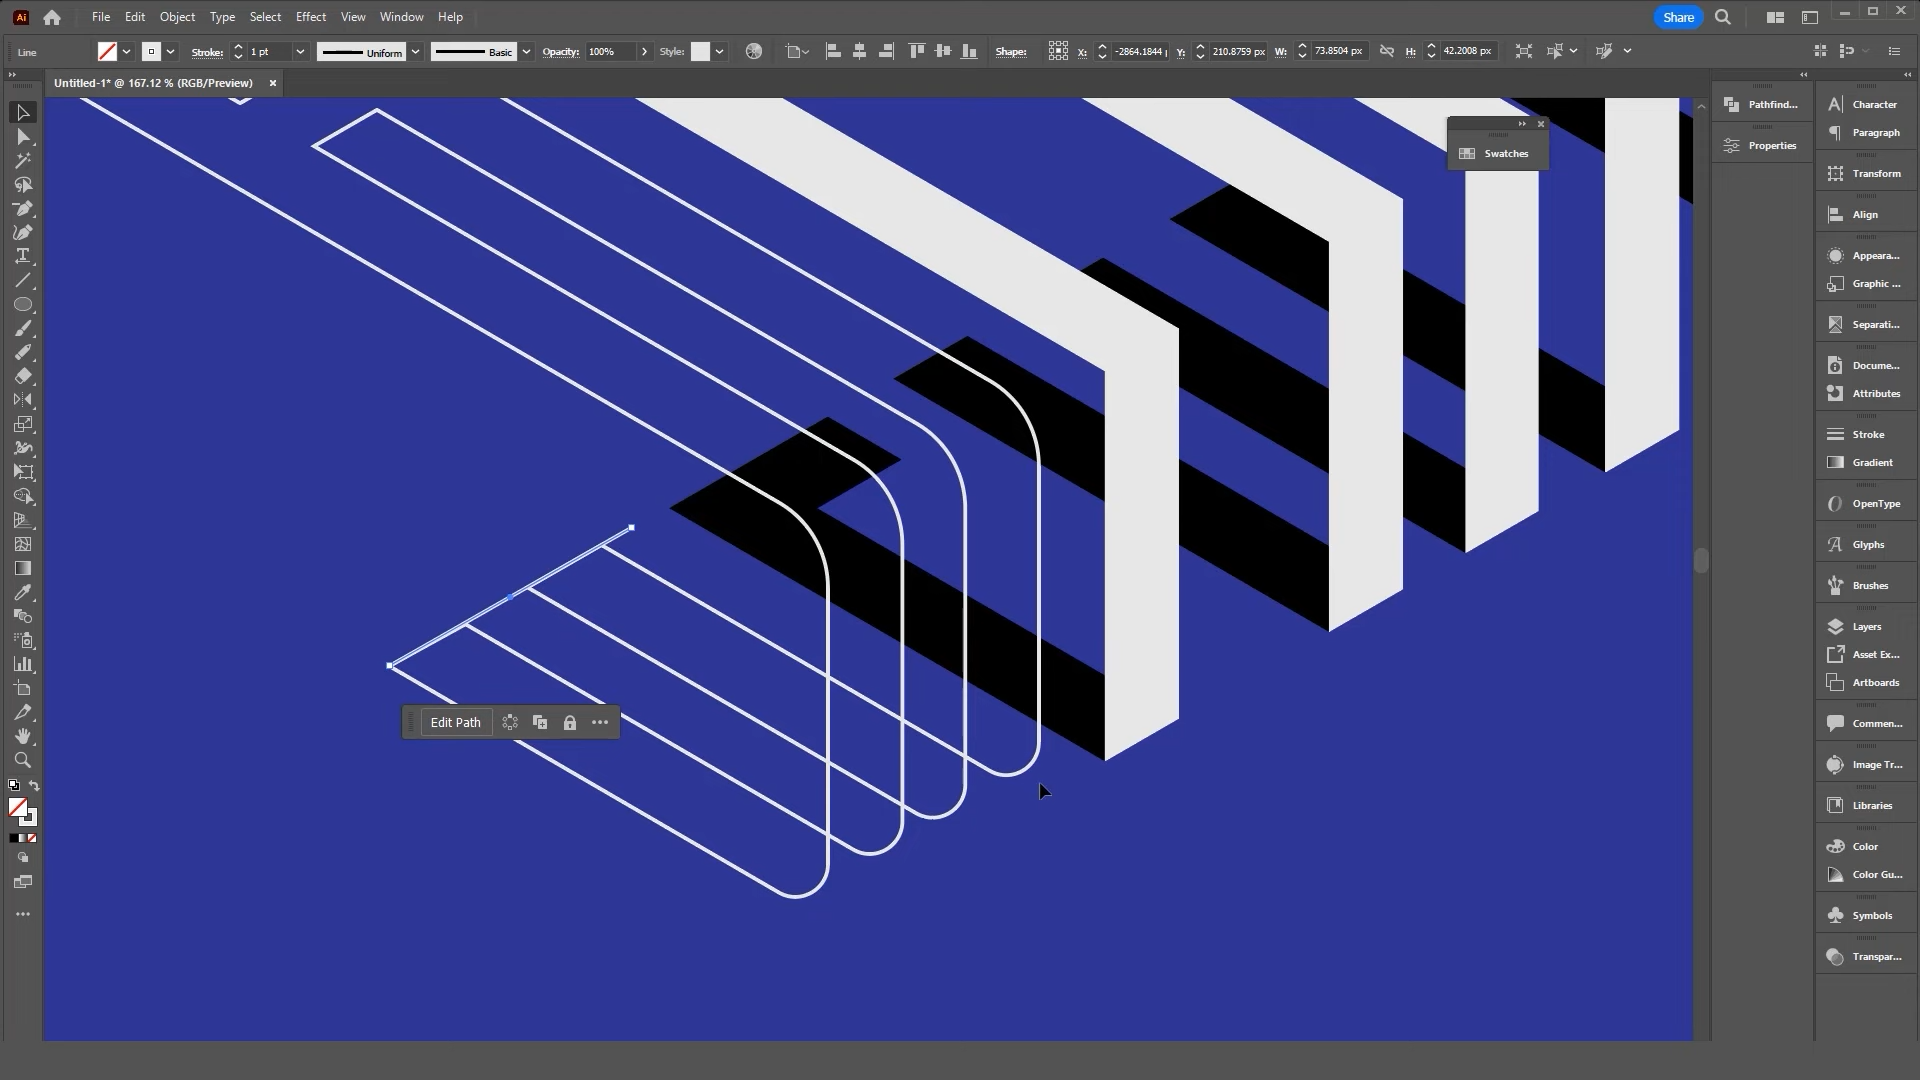 Ai File Edit Object Type Select Effect View Window Help Share
Line Stroke: 1 pt Uniform Basic Opacity: 100% Style: Shape: X: -2864.1844 Y: 210.8759 px W: 73.8504 px H: 42.2008 px
Untitled-1* @ 167.12 % (RGB/Preview)
Pathfind...
Properties
Swatches
Edit Path
Character
Paragraph
Transform
Align
Appeara...
Graphic ...
Separati...
Docume...
Attributes
Stroke
Gradient
OpenType
Glyphs
Brushes
Layers
Asset Ex...
Artboards
Commen...
Image Tr...
Libraries
Color
Color Gu...
Symbols
Transpar...